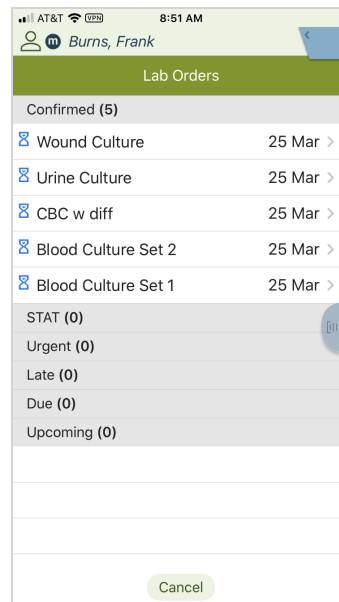 AT&T VPN 8:51 AM
m Burns, Frank
Lab Orders
Confirmed (5)
Wound Culture 25 Mar
Urine Culture 25 Mar
CBC w diff 25 Mar
Blood Culture Set 2 25 Mar
Blood Culture Set 1 25 Mar
STAT (0)
Urgent (0)
Late (0)
Due (0)
Upcoming (0)
Cancel